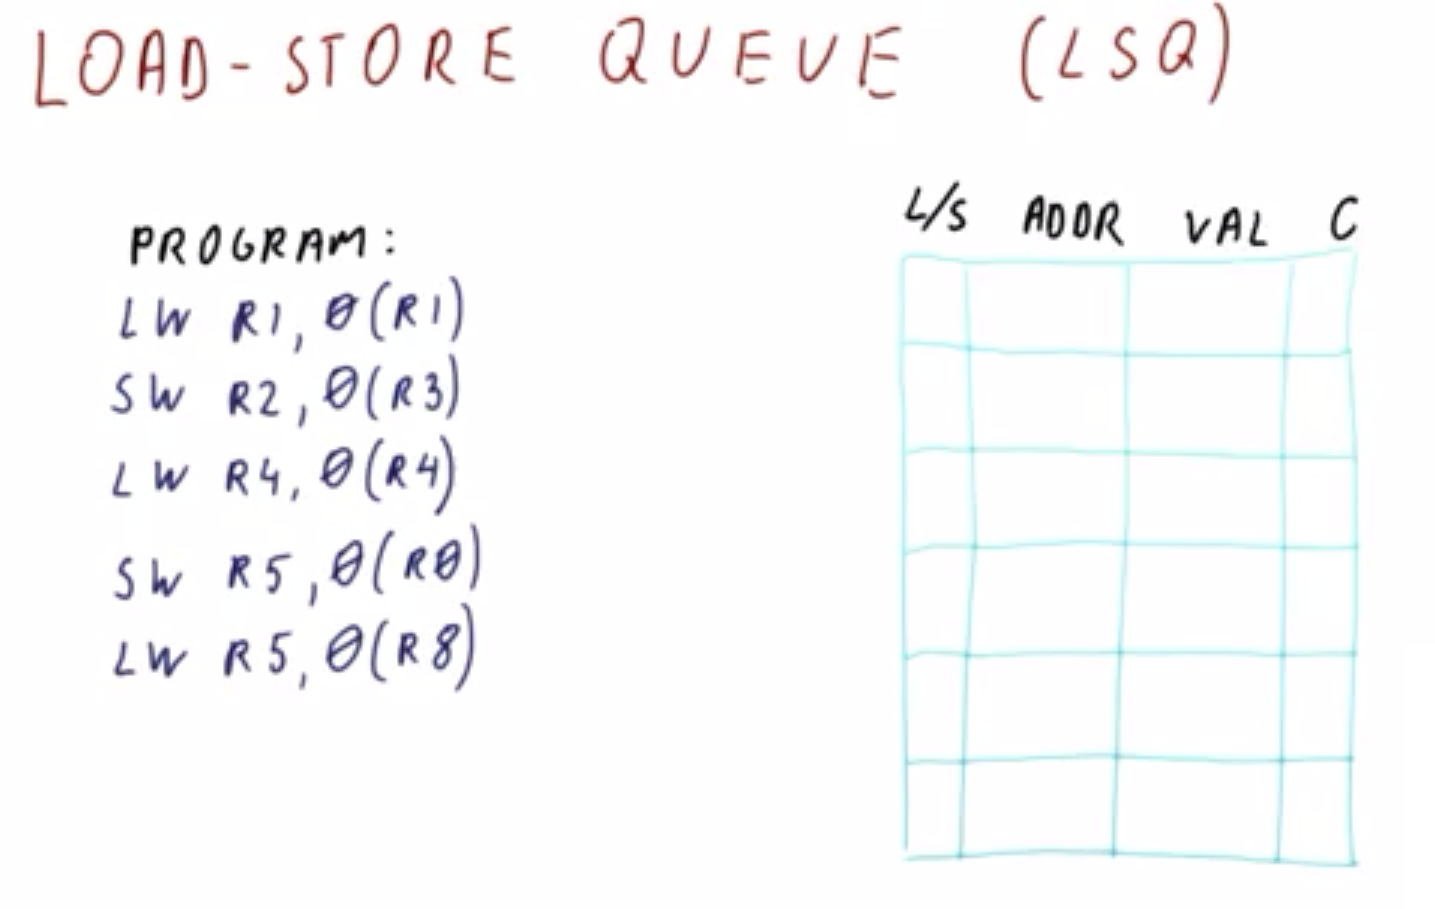 LOAD-STORE QUEUE (LSQ)
PROGRAM:
LW R1, 0(R1)
SW R2, 0(R3)
LW R4, 0(R4)
SW R5, 0(R0)
LW R5, 0(R8)
L/S ADDR VAL C